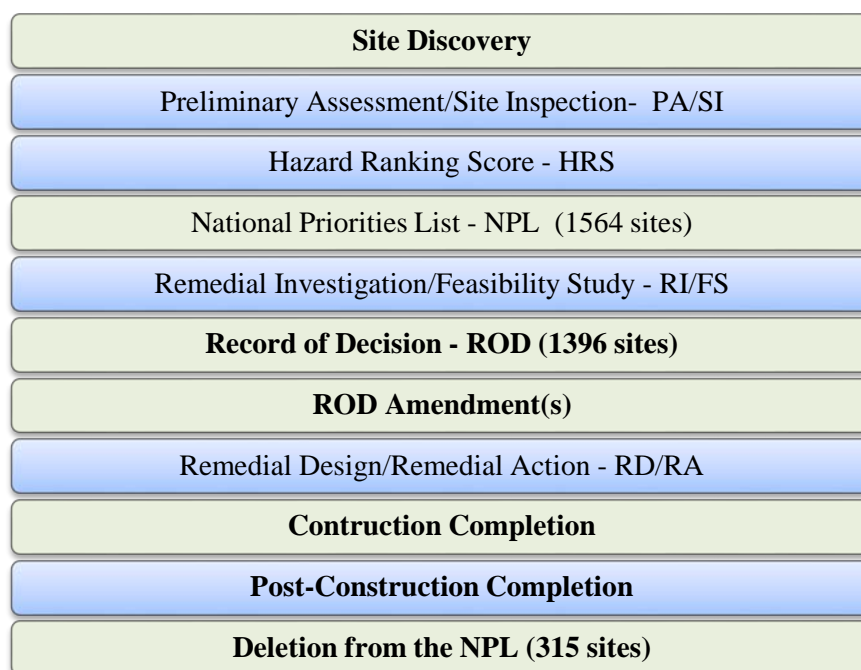 Site Discovery
Preliminary Assessment/Site Inspection- PA/SI
Hazard Ranking Score - HRS
National Priorities List - NPL (1564 sites)
Remedial Investigation/Feasibility Study - RI/FS
Record of Decision - ROD (1396 sites)
ROD Amendment(s)
Remedial Design/Remedial Action - RD/RA
Contruction Completion
Post-Construction Completion
Deletion from the NPL (315 sites)